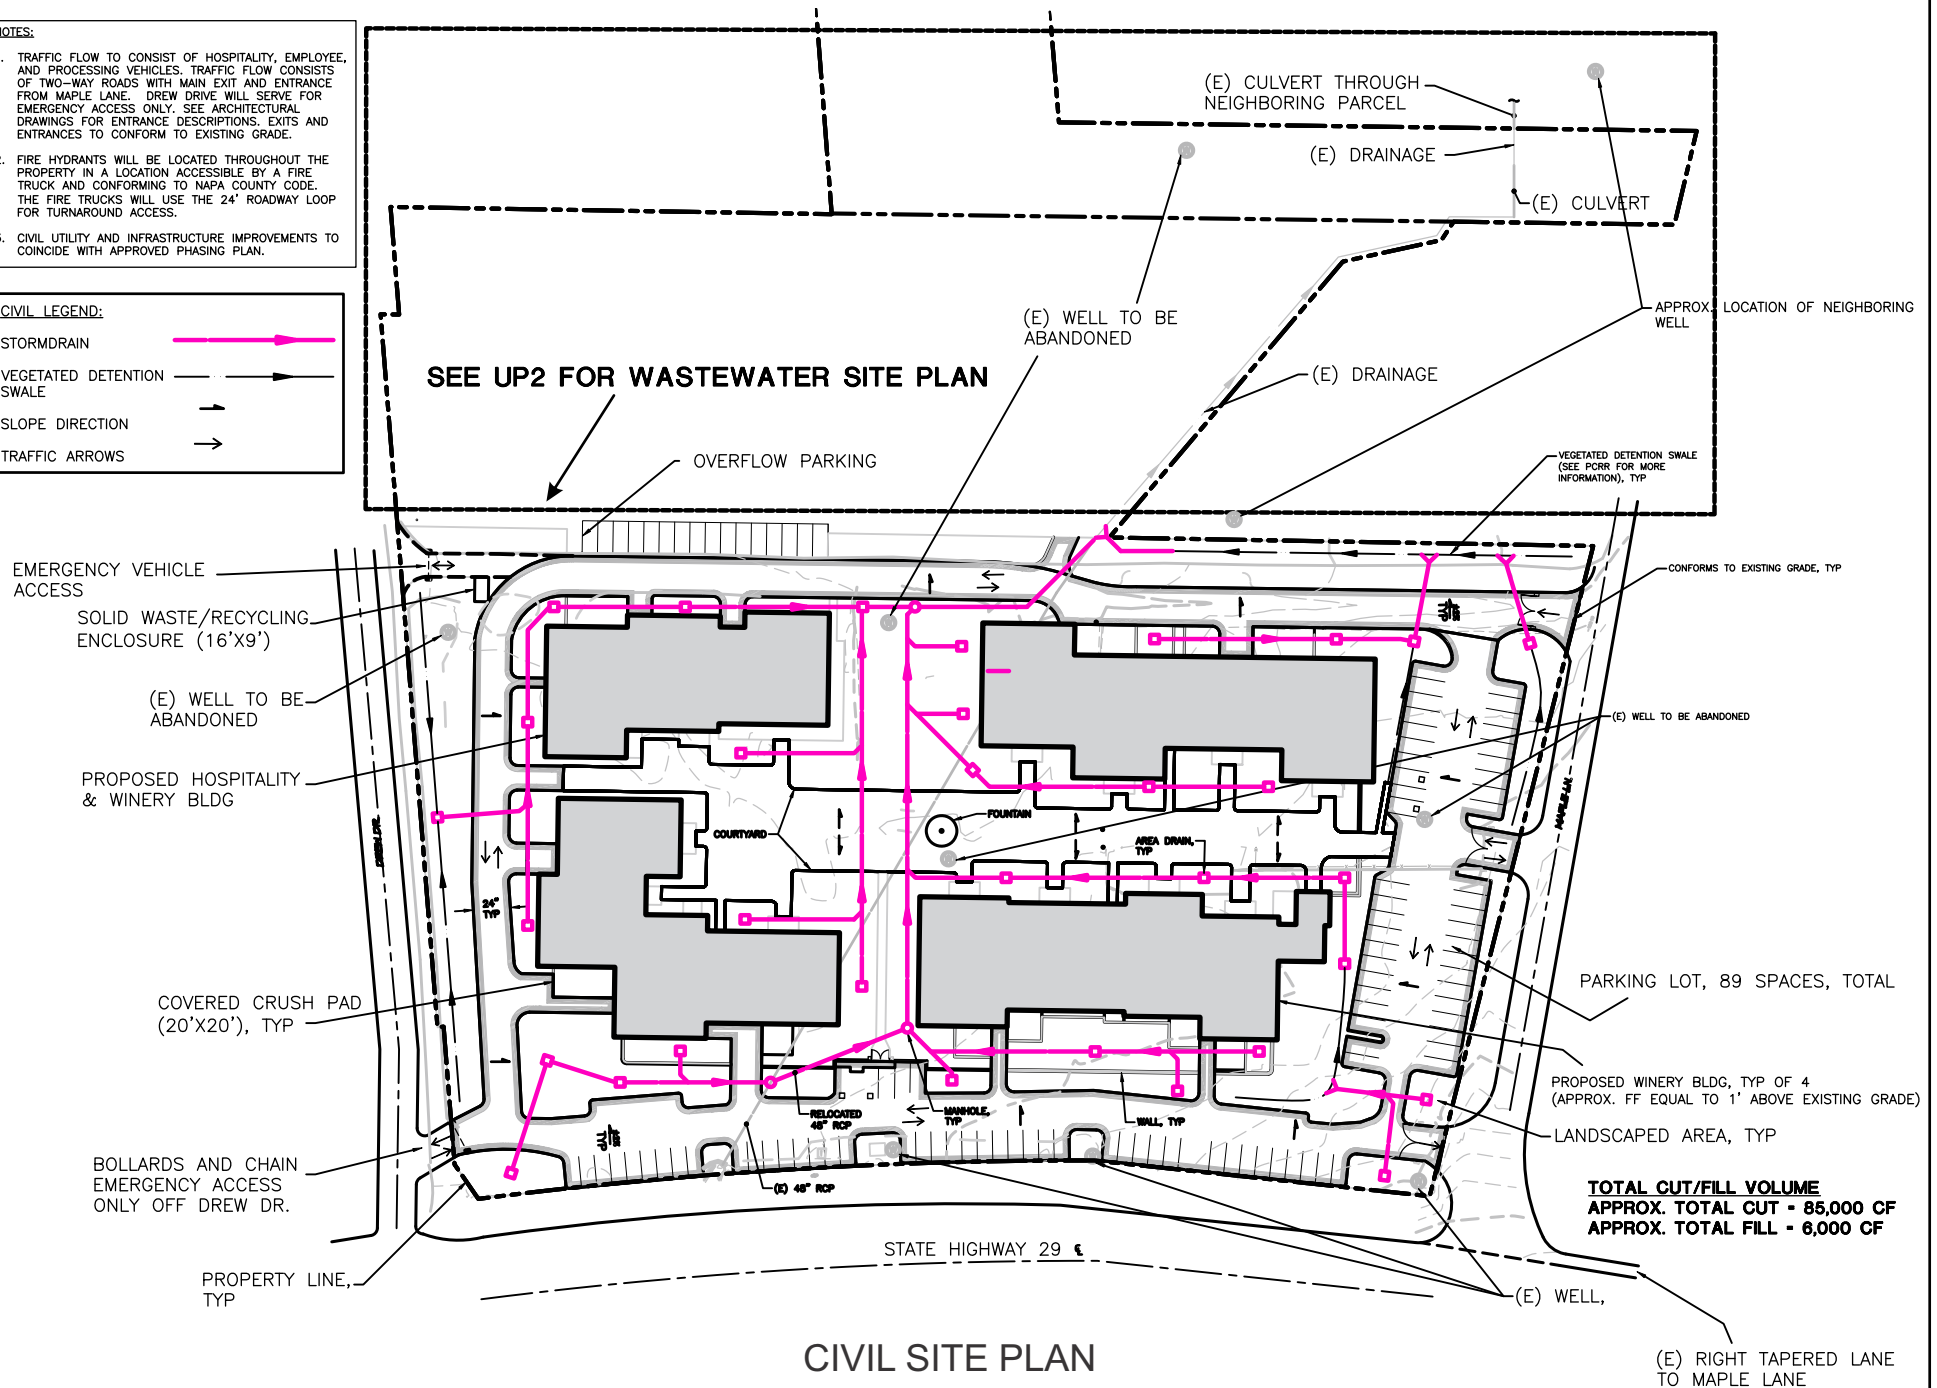 NOTES:
TRAFFIC FLOW TO CONSIST OF HOSPITALITY, EMPLOYEE,
AND PROCESSING VEHICLES. TRAFFIC FLOW CONSISTS
OF TWO-WAY ROADS WITH MAIN EXIT AND ENTRANCE
FROM MAPLE LANE. DREW DRIVE WILL SERVE FOR
EMERGENCY ACCESS ONLY. SEE ARCHITECTURAL
DRAWINGS FOR ENTRANCE DESCRIPTIONS. EXITS AND
ENTRANCES TO CONFORM TO EXISTING GRADE.
2. FIRE HYDRANTS WILL BE LOCATED THROUGHOUT THE
PROPERTY IN A LOCATION ACCESSIBLE BY A FIRE
TRUCK AND CONFORMING TO NAPA COUNTY CODE.
THE FIRE TRUCKS WILL USE THE 24' ROADWAY LOOP
FOR TURNAROUND ACCESS.
3. CIVIL UTILITY AND INFRASTRUCTURE IMPROVEMENTS TO
COINCIDE WITH APPROVED PHASING PLAN.
CIVIL LEGEND:
STORMDRAIN
VEGETATED DETENTION
SWALE
SLOPE DIRECTION
TRAFFIC ARROWS
(E) CULVERT THROUGH
NEIGHBORING PARCEL
(E) DRAINAGE
(E) CULVERT
APPROX. LOCATION OF NEIGHBORING
WELL
(E) WELL TO BE
ABANDONED
(E) DRAINAGE
SEE UP2 FOR WASTEWATER SITE PLAN
OVERFLOW PARKING
VEGETATED DETENTION SWALE
(SEE PCRR FOR MORE
INFORMATION), TYP
CONFORMS TO EXISTING GRADE, TYP
EMERGENCY VEHICLE
ACCESS
SOLID WASTE/RECYCLING
ENCLOSURE (16'X9')
(E) WELL TO BE
ABANDONED
(E) WELL TO BE ABANDONED
PROPOSED HOSPITALITY
& WINERY BLDG
DREW DR.
MAPLE LN.
COURTYARD
FOUNTAIN
AREA DRAIN,
TYP
24"
TYP
COVERED CRUSH PAD
(20'X20'), TYP
PARKING LOT, 89 SPACES, TOTAL
PROPOSED WINERY BLDG, TYP OF 4
(APPROX. FF EQUAL TO 1' ABOVE EXISTING GRADE)
LANDSCAPED AREA, TYP
RELOCATED
48" RCP
MANHOLE,
TYP
WALL, TYP
(E) 48" RCP
BOLLARDS AND CHAIN
EMERGENCY ACCESS
ONLY OFF DREW DR.
TOTAL CUT/FILL VOLUME
APPROX. TOTAL CUT = 85,000 CF
APPROX. TOTAL FILL = 6,000 CF
STATE HIGHWAY 29
PROPERTY LINE,
TYP
(E) WELL,
CIVIL SITE PLAN
(E) RIGHT TAPERED LANE
TO MAPLE LANE